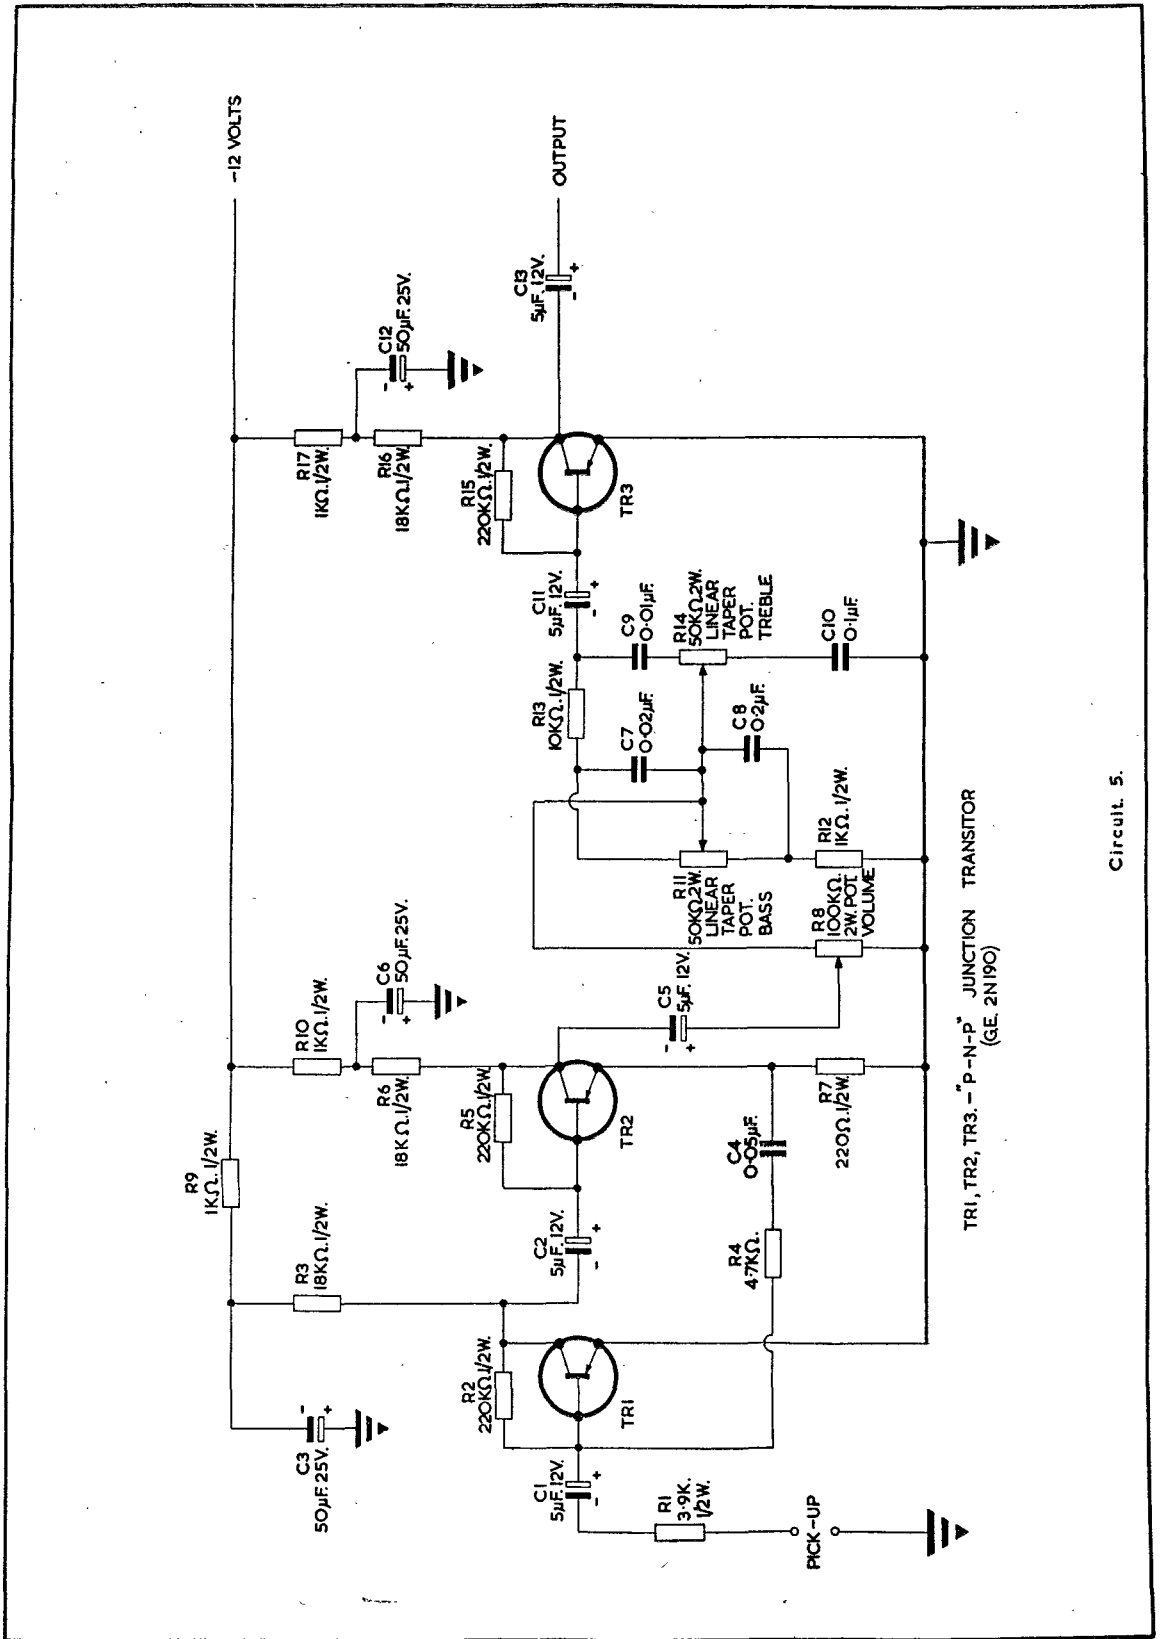 -12 VOLTS
R9
1KΩ.1/2W.
R17
1KΩ.1/2W.
C12
50µF.25V.
-
+
R16
18KΩ.1/2W.
R15
220KΩ.1/2W.
C13
5µF. 12V.
-
+
OUTPUT
TR3
R10
1KΩ.1/2W.
C6
50µF.25V.
-
+
R6
18KΩ.1/2W.
R5
220KΩ.1/2W.
TR2
R3
18KΩ.1/2W.
C3
50µF.25V.
-
+
R2
220KΩ.1/2W.
TR1
C1
5µF.12V.
-
+
C2
5µF.12V.
-
+
C11
5µF. 12V.
-
+
R13
10KΩ.1/2W.
C7
0·02µF.
C9
0·01µF.
R14
50KΩ.2W.
LINEAR
TAPER
POT.
TREBLE
C8
0·2µF.
C10
0·1µF.
R11
50KΩ.2W.
LINEAR
TAPER
POT.
BASS
R12
1KΩ.1/2W.
C5
5µF. 12V.
-
+
R8
100KΩ.
2W. POT.
VOLUME
R4
4·7KΩ.
C4
0·05µF.
R7
220Ω.1/2W.
R1
3·9K.
1/2W.
PICK-UP
TR1, TR2, TR3.-"P-N-P" JUNCTION TRANSITOR
(G.E. 2N190)
Circuit. 5.